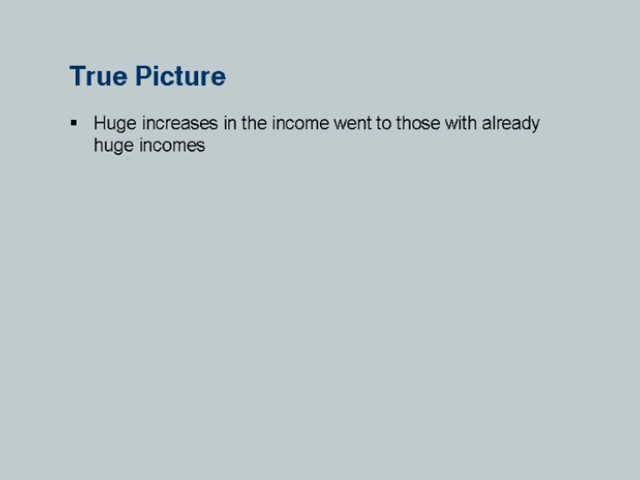 True Picture
▪ Huge increases in the income went to those with already
huge incomes